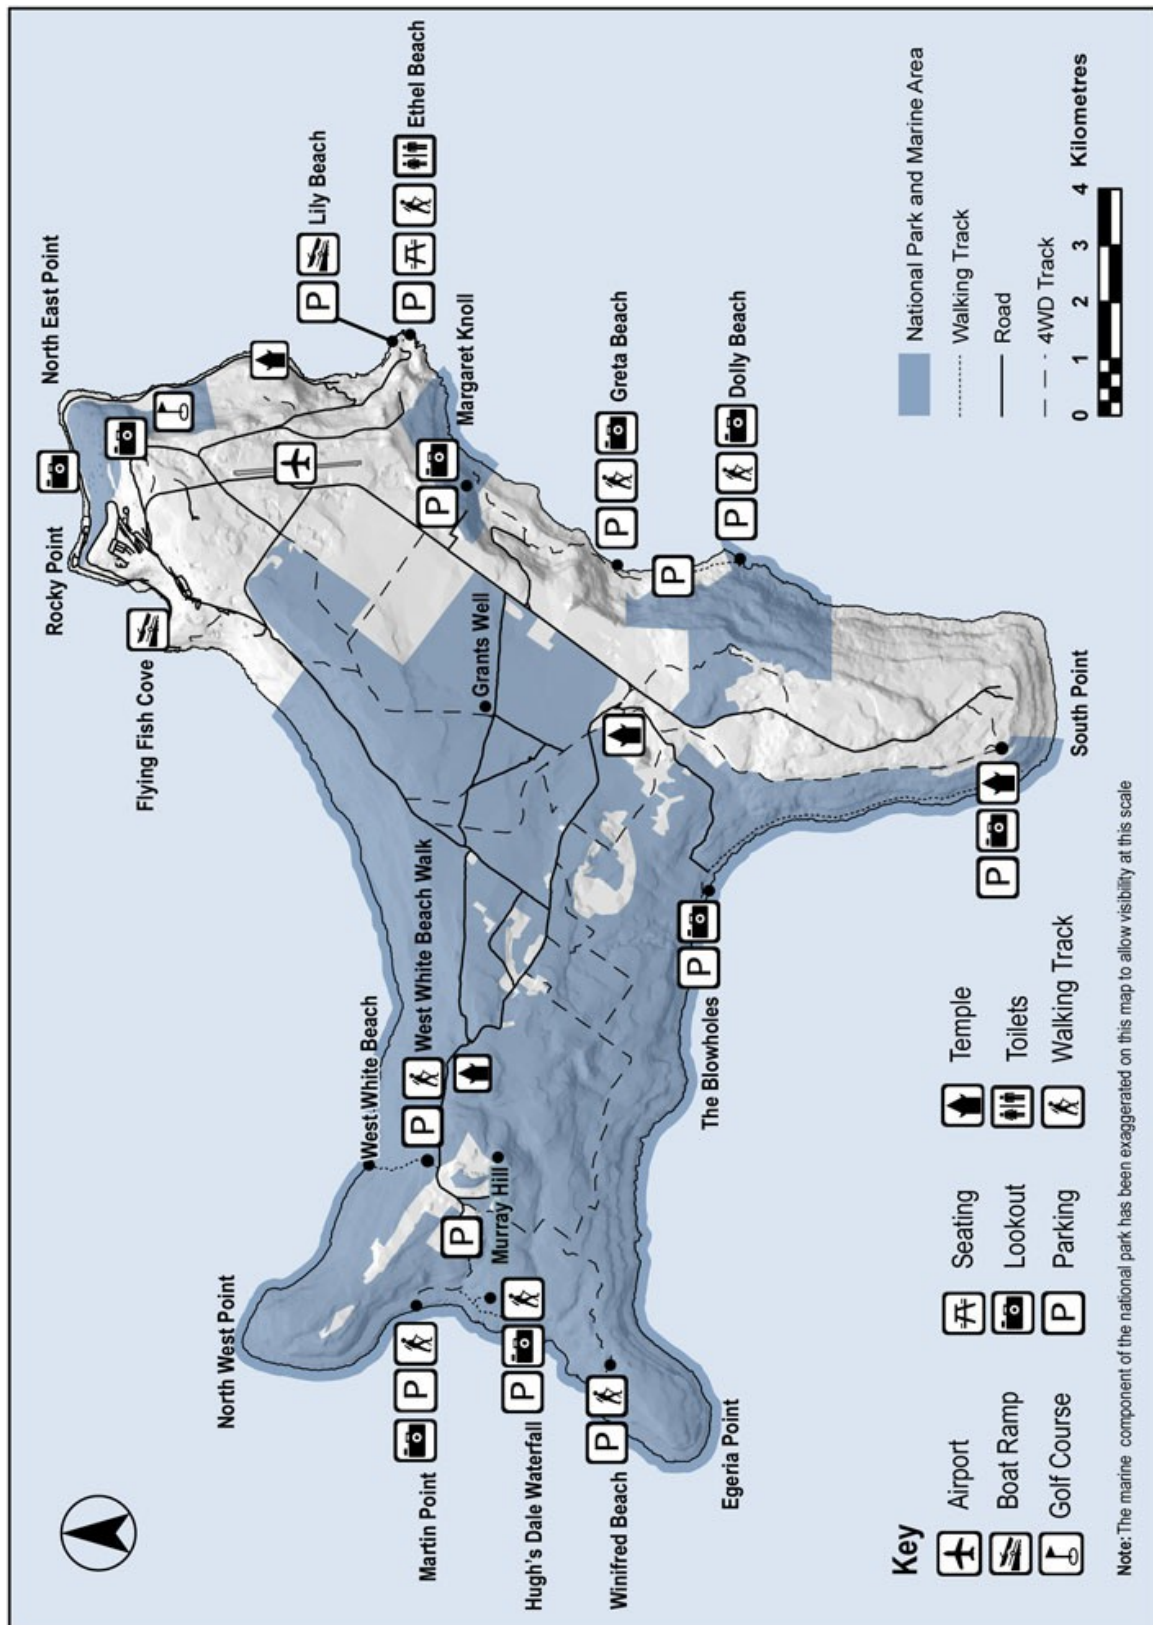 North West Point
West White Beach
West White Beach Walk
Flying Fish Cove
Rocky Point
North East Point
Lily Beach
Ethel Beach
Margaret Knoll
Greta Beach
Dolly Beach
Grants Well
Murray Hill
Martin Point
Hugh's Dale Waterfall
Winifred Beach
Egeria Point
The Blowholes
South Point
P
P
P
P
P
P
P
P
P
P
P
P
P
Key
Airport
Boat Ramp
Golf Course
Seating
Lookout
P Parking
Temple
Toilets
Walking Track
National Park and Marine Area
Walking Track
Road
4WD Track
0 1 2 3 4 Kilometres
Note: The marine component of the national park has been exaggerated on this map to allow visibility at this scale